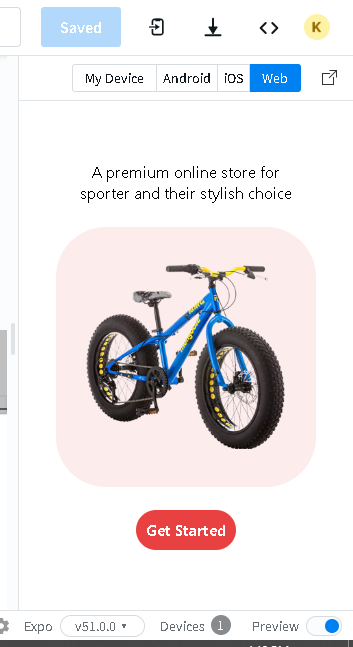 Saved
K
My Device Android iOS Web
A premium online store for
sporter and their stylish choice
Get Started
Expo v51.0.0 Devices 1 Preview